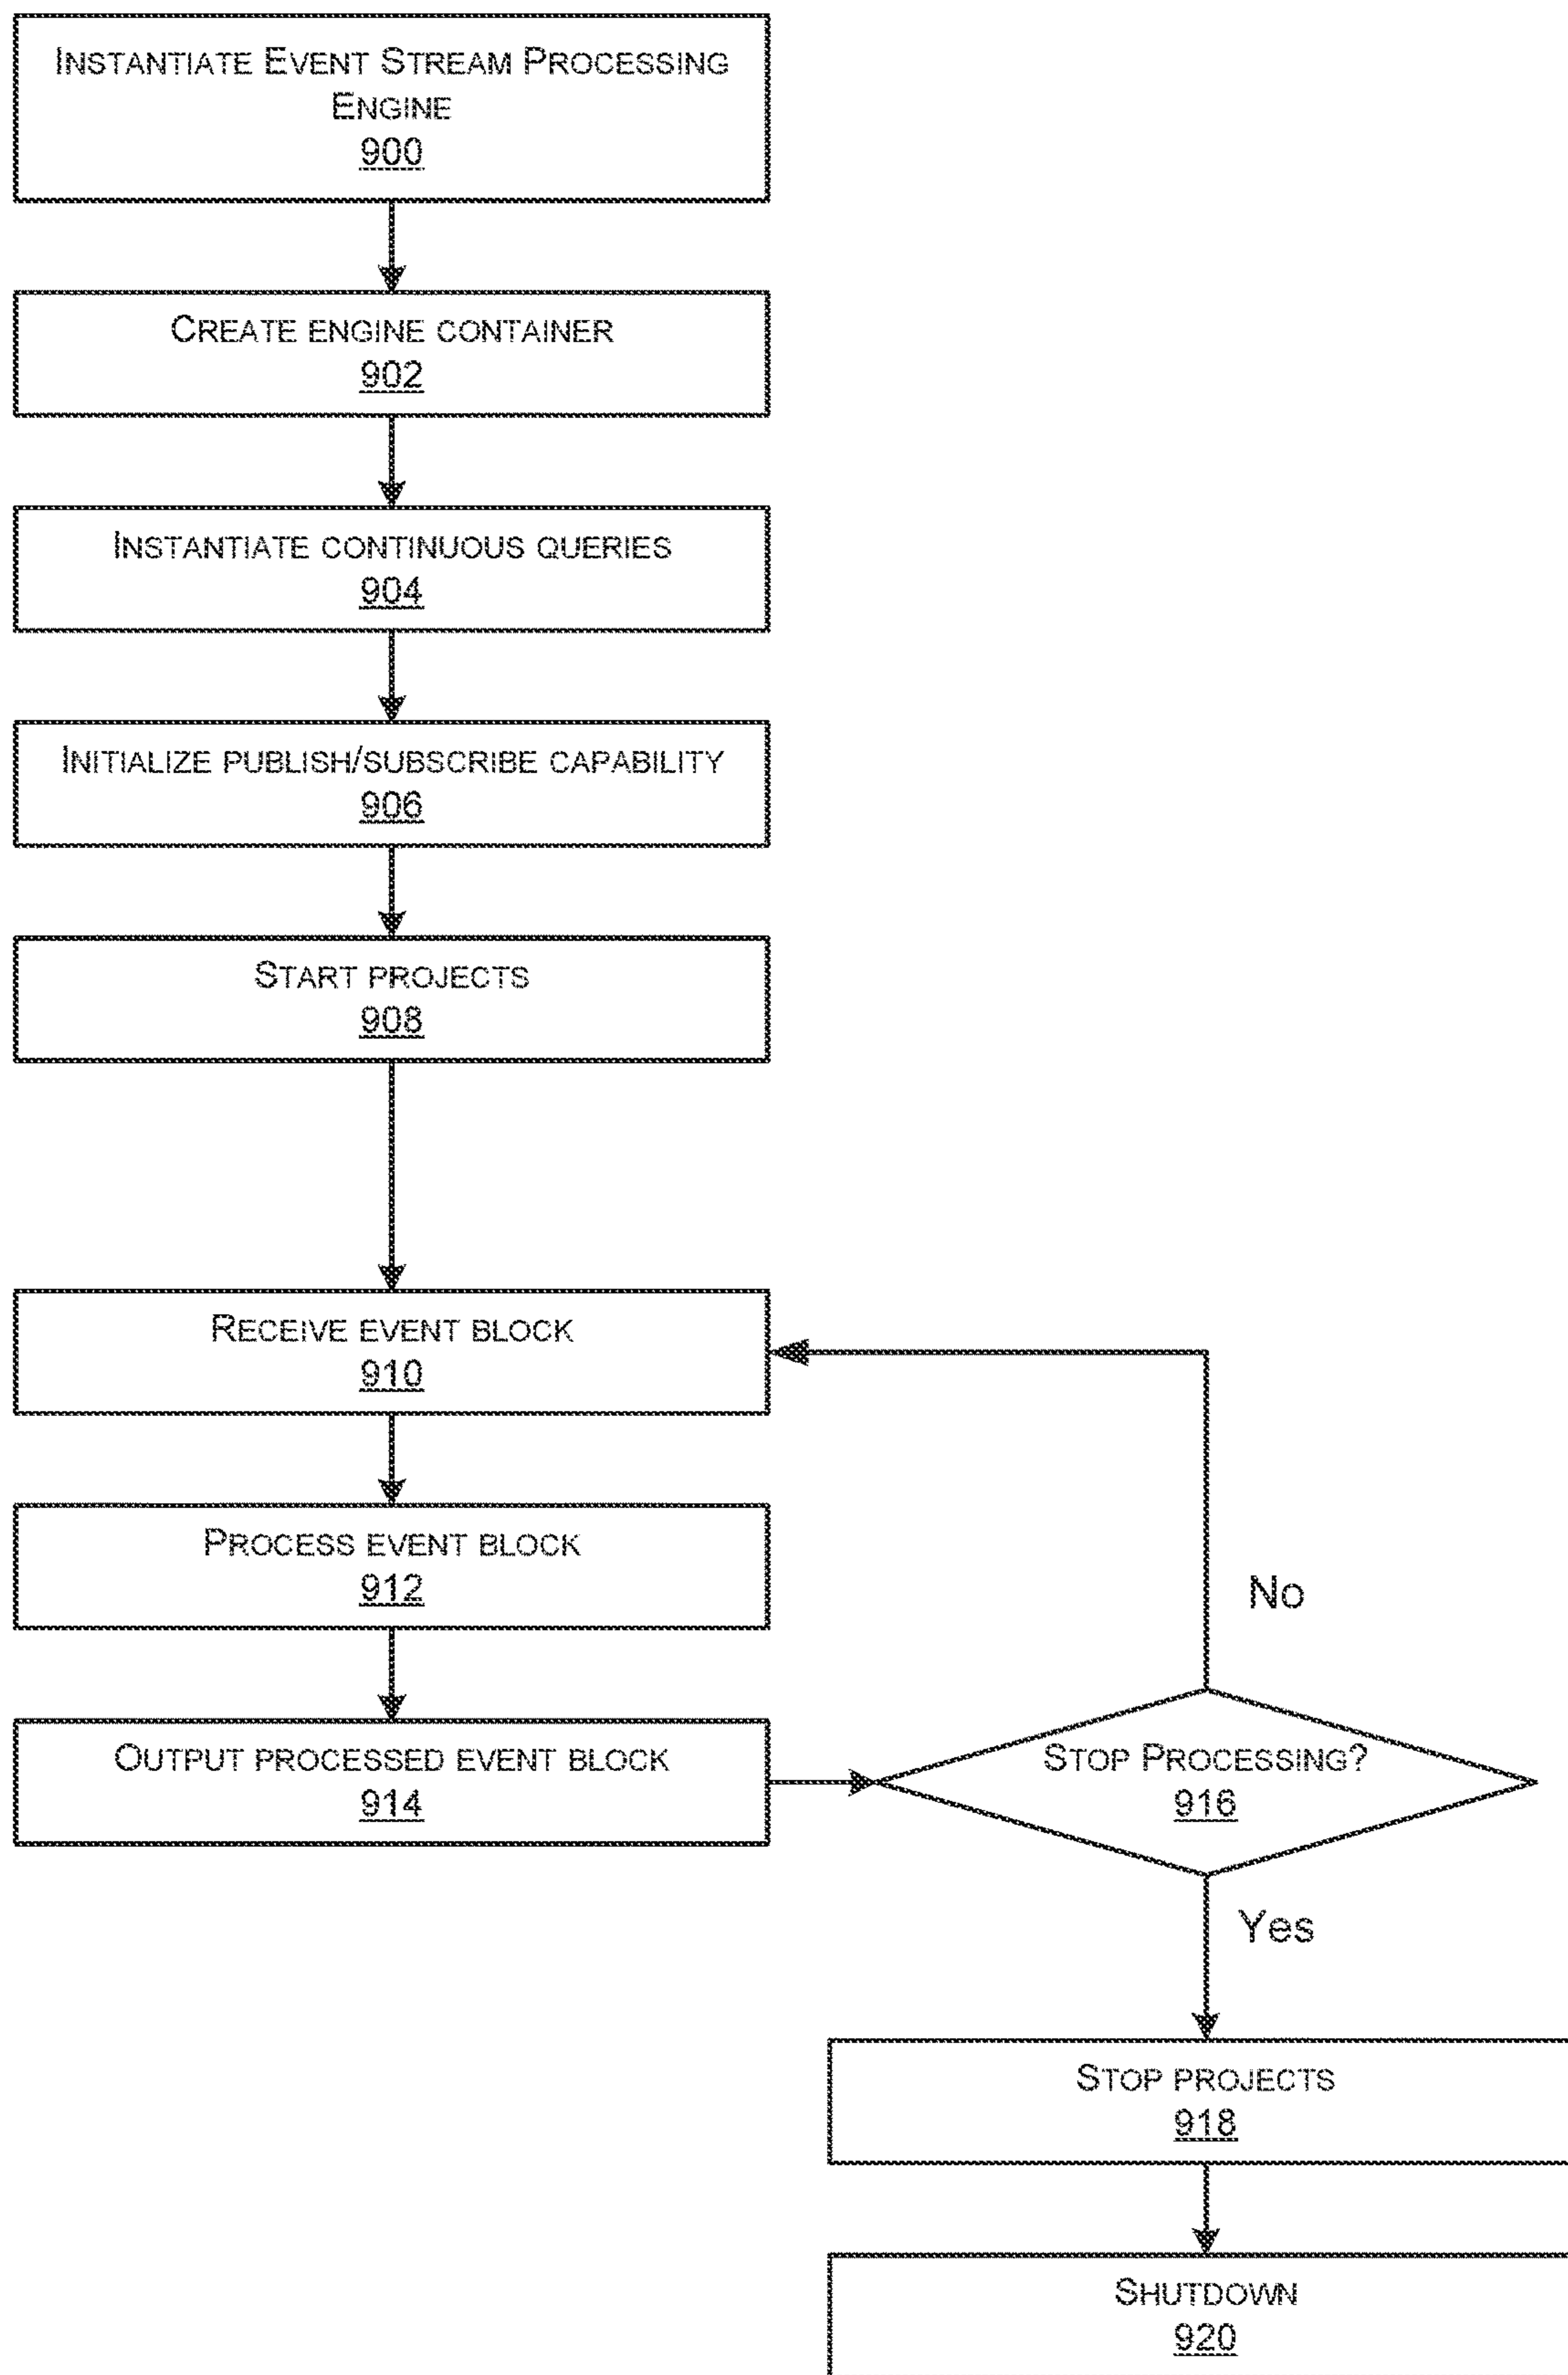 INSTANTIATE EVENT STREAM PROCESSING
ENGINE
900
CREATE ENGINE CONTAINER
902
INSTANTIATE CONTINUOUS QUERIES
904
INITIALIZE PUBLISH/SUBSCRIBE CAPABILITY
906
START PROJECTS
908
RECEIVE EVENT BLOCK
910
PROCESS EVENT BLOCK
912
No
OUTPUT PROCESSED EVENT BLOCK
914
STOP PROCESSING?
916
Yes
STOP PROJECTS
918
SHUTDOWN
920